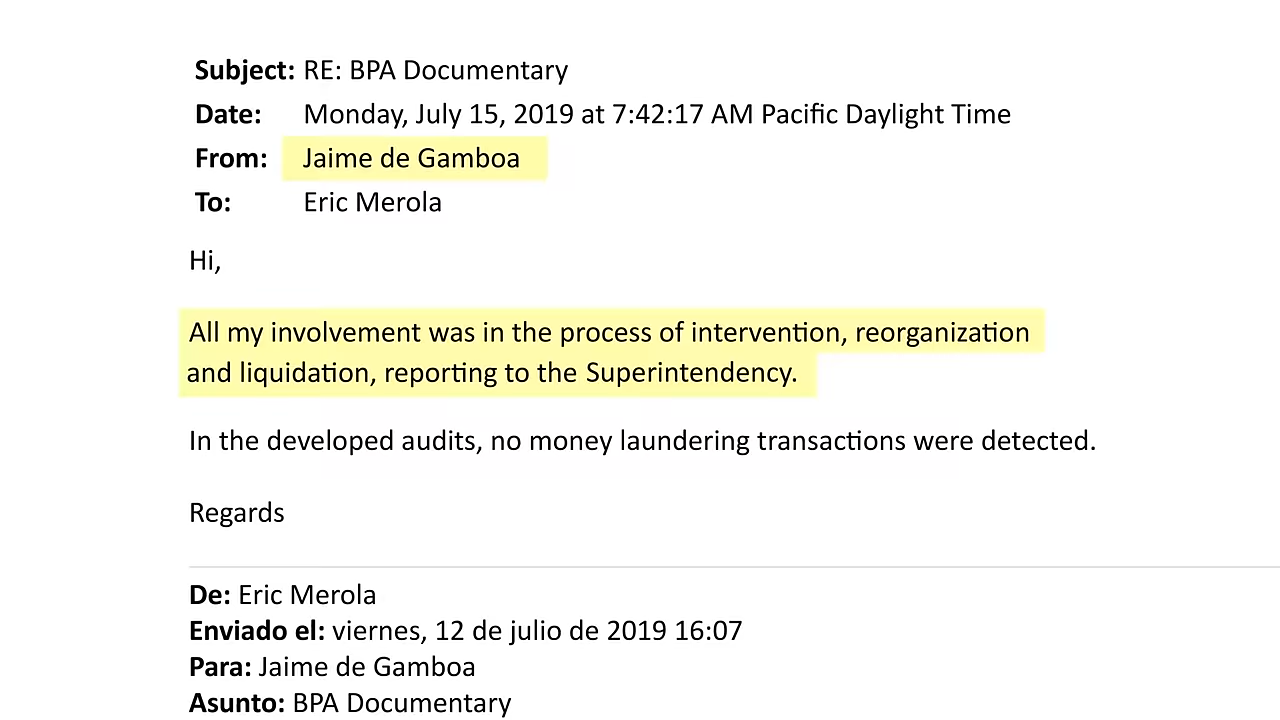 Subject: RE: BPA Documentary
Date: Monday, July 15, 2019 at 7:42:17 AM Pacific Daylight Time
From: Jaime de Gamboa
To: Eric Merola
Hi,
All my involvement was in the process of intervention, reorganization
and liquidation, reporting to the Superintendency.
In the developed audits, no money laundering transactions were detected.
Regards
De: Eric Merola
Enviado el: viernes, 12 de julio de 2019 16:07
Para: Jaime de Gamboa
Asunto: BPA Documentary